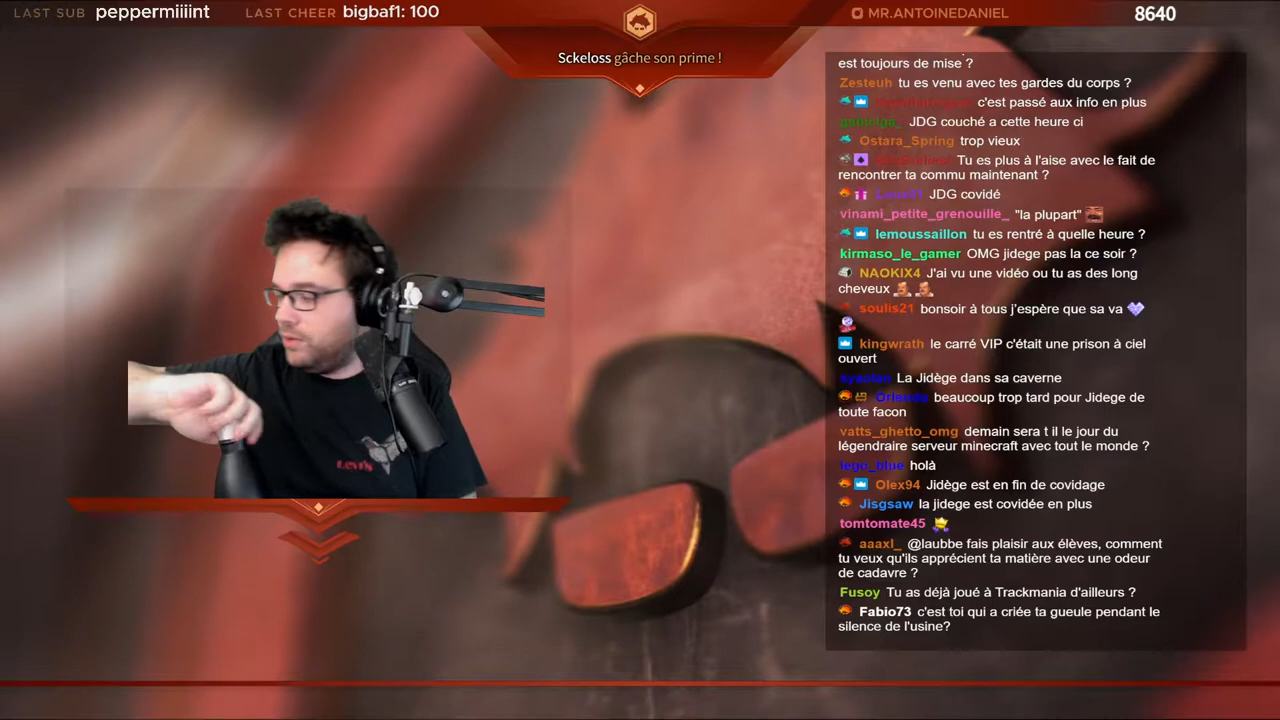 LAST SUB peppermiiiint LAST CHEER bigbaf1: 100 MR.ANTOINEDANIEL 8640
Sckeloss gâche son prime !
est toujours de mise ?
Zesteuh tu es venu avec tes gardes du corps ?
c'est passé aux info en plus
JDG couché a cette heure ci
Ostara_Spring trop vieux
Tu es plus à l'aise avec le fait de
rencontrer ta commu maintenant ?
JDG covidé
vinami_petite_grenouille_ "la plupart"
lemoussaillon tu es rentré à quelle heure ?
kirmaso_le_gamer OMG jidege pas la ce soir ?
NAOKIX4 J'ai vu une vidéo ou tu as des long
cheveux
soulis21 bonsoir à tous j'espère que sa va
kingwrath le carré VIP c'était une prison à ciel
ouvert
La Jidège dans sa caverne
beaucoup trop tard pour Jidege de
toute facon
vatts_ghetto_omg demain sera t il le jour du
légendraire serveur minecraft avec tout le monde ?
lego_blue holà
Olex94 Jidège est en fin de covidage
Jisgsaw la jidege est covidée en plus
tomtomate45
aaaxl_ @laubbe fais plaisir aux élèves, comment
tu veux qu'ils apprécient ta matière avec une odeur
de cadavre ?
Fusoy Tu as déjà joué à Trackmania d'ailleurs ?
Fabio73 c'est toi qui a criée ta gueule pendant le
silence de l'usine?
Levi's